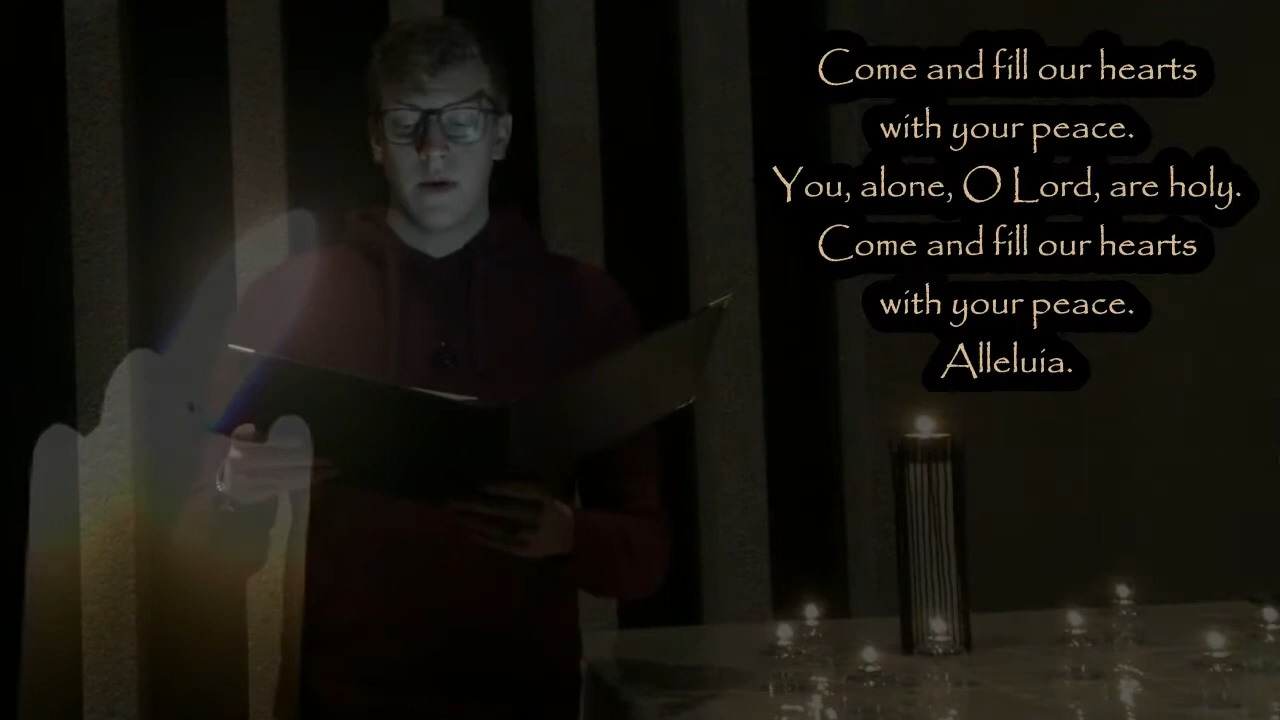 Come and fill our hearts
with your peace.
You, alone, O Lord, are holy.
Come and fill our hearts
with your peace.
Alleluia.